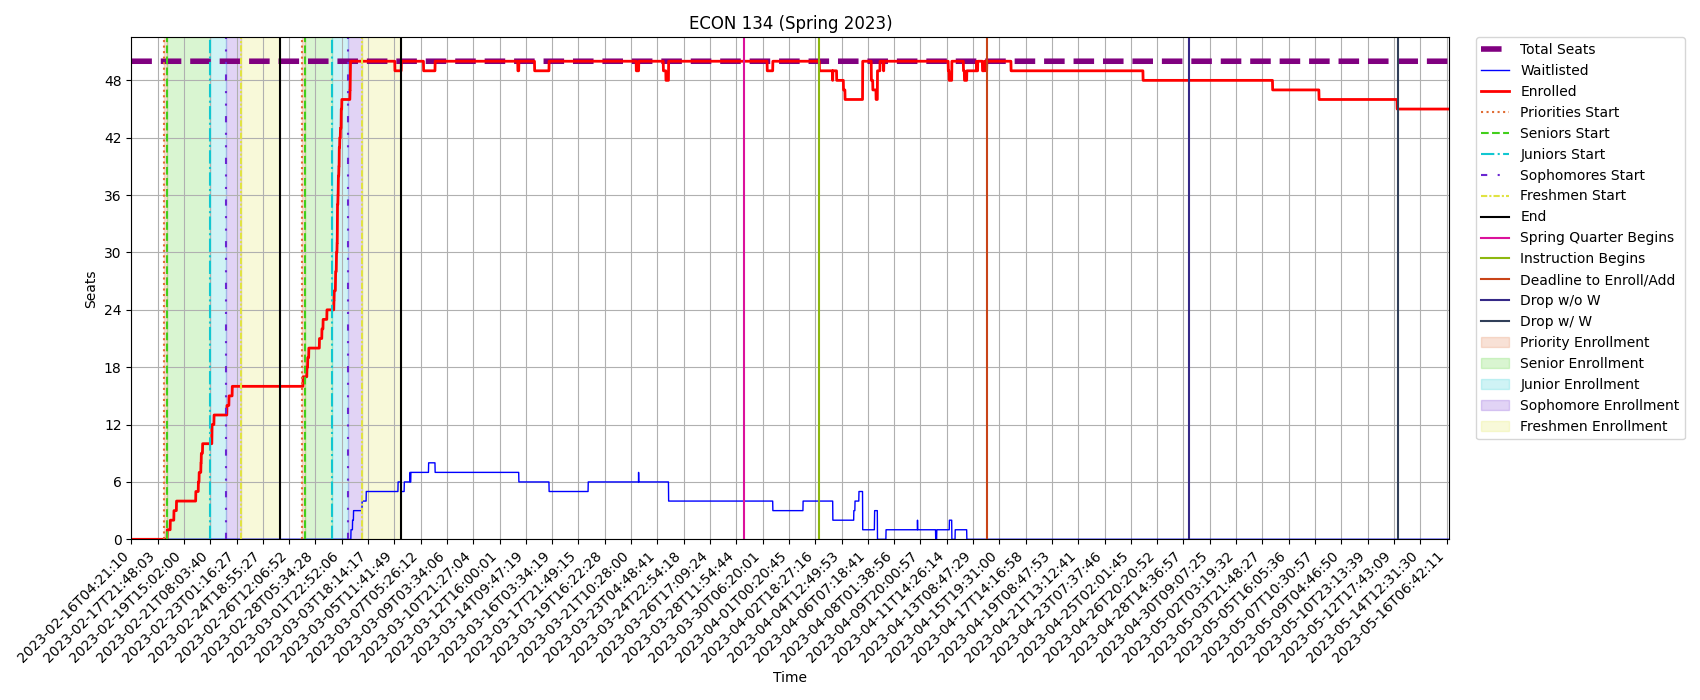 ECON 134 (Spring 2023)
Total Seats
Waitlisted
Enrolled
Priorities Start
Seniors Start
Juniors Start
Sophomores Start
Freshmen Start
End
Spring Quarter Begins
Instruction Begins
Deadline to Enroll/Add
Drop w/o W
Drop w/ W
Priority Enrollment
Senior Enrollment
Junior Enrollment
Sophomore Enrollment
Freshmen Enrollment
Seats
48
42
36
30
24
18
12
6
0
2023-02-16T04:21:10
2023-02-17T21:48:03
2023-02-19T15:02:00
2023-02-21T08:03:40
2023-02-23T01:16:27
2023-02-24T18:55:27
2023-02-26T12:06:52
2023-02-28T05:34:28
2023-03-01T22:52:06
2023-03-03T18:14:17
2023-03-05T11:41:49
2023-03-07T05:26:12
2023-03-09T03:34:06
2023-03-10T21:27:04
2023-03-12T16:00:01
2023-03-14T09:47:19
2023-03-16T03:34:19
2023-03-17T21:49:15
2023-03-19T16:22:28
2023-03-21T10:28:00
2023-03-23T04:48:41
2023-03-24T22:54:18
2023-03-26T17:09:24
2023-03-28T11:54:44
2023-03-30T06:20:01
2023-04-01T00:20:45
2023-04-02T18:27:16
2023-04-04T12:49:53
2023-04-06T07:18:41
2023-04-08T01:38:56
2023-04-09T20:00:57
2023-04-11T14:26:14
2023-04-13T08:47:29
2023-04-15T19:31:00
2023-04-17T14:16:58
2023-04-19T08:47:53
2023-04-21T13:12:41
2023-04-23T07:37:46
2023-04-25T02:01:45
2023-04-26T20:20:52
2023-04-28T14:36:57
2023-04-30T09:07:25
2023-05-02T03:19:32
2023-05-03T21:48:27
2023-05-05T16:05:36
2023-05-07T10:30:57
2023-05-09T04:46:50
2023-05-10T23:13:39
2023-05-12T17:43:09
2023-05-14T12:31:30
2023-05-16T06:42:11
Time